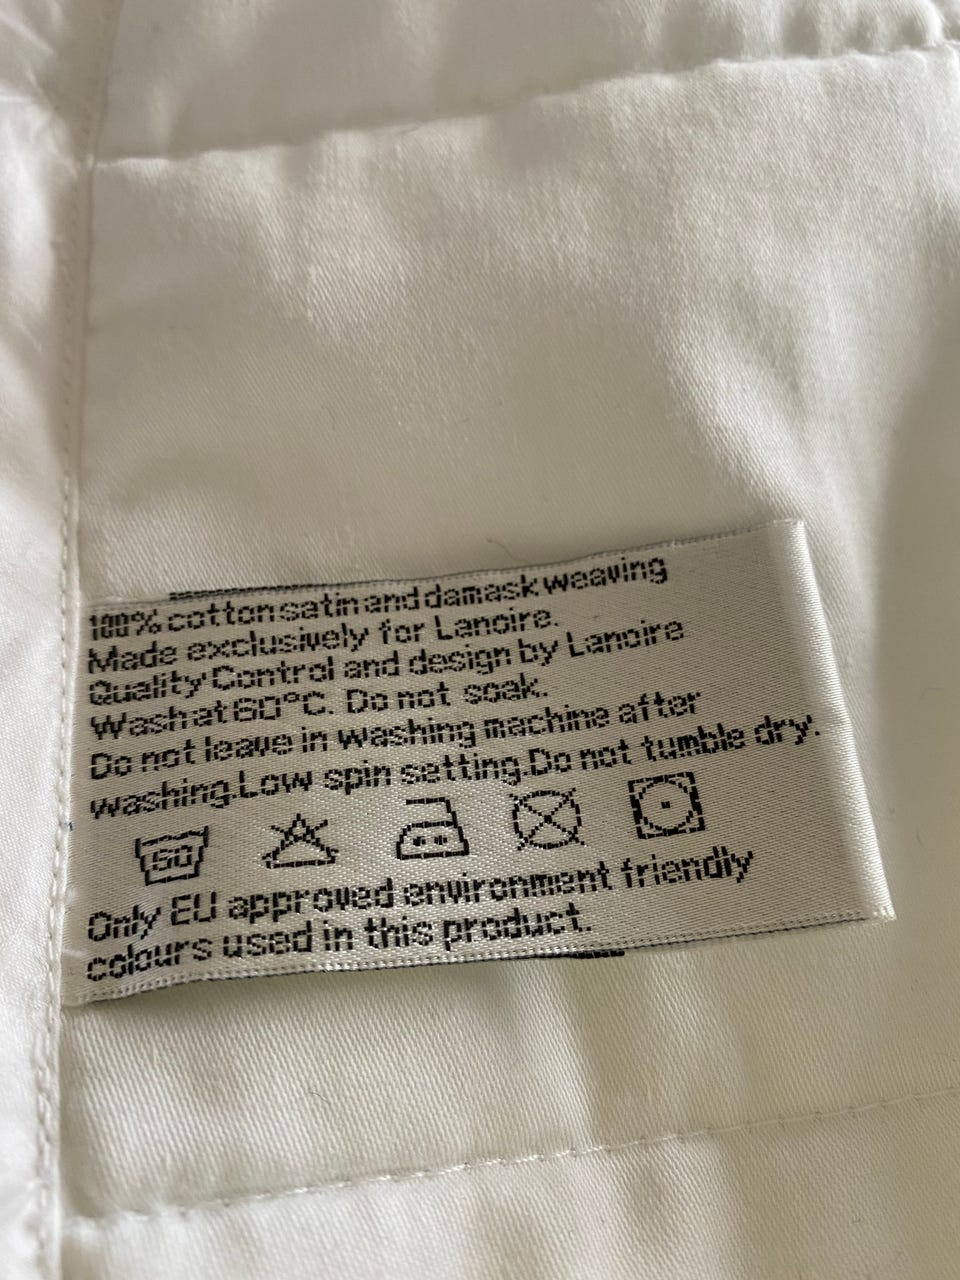 100% cotton satin and damask weaving
Made exclusively for Lanoire.
Quality Control and design by Lanoire
Wash at 60°C. Do not soak.
Do not leave in washing machine after
washing.Low spin setting.Do not tumble dry.
60
Only EU approved environment friendly
colours used in this product.